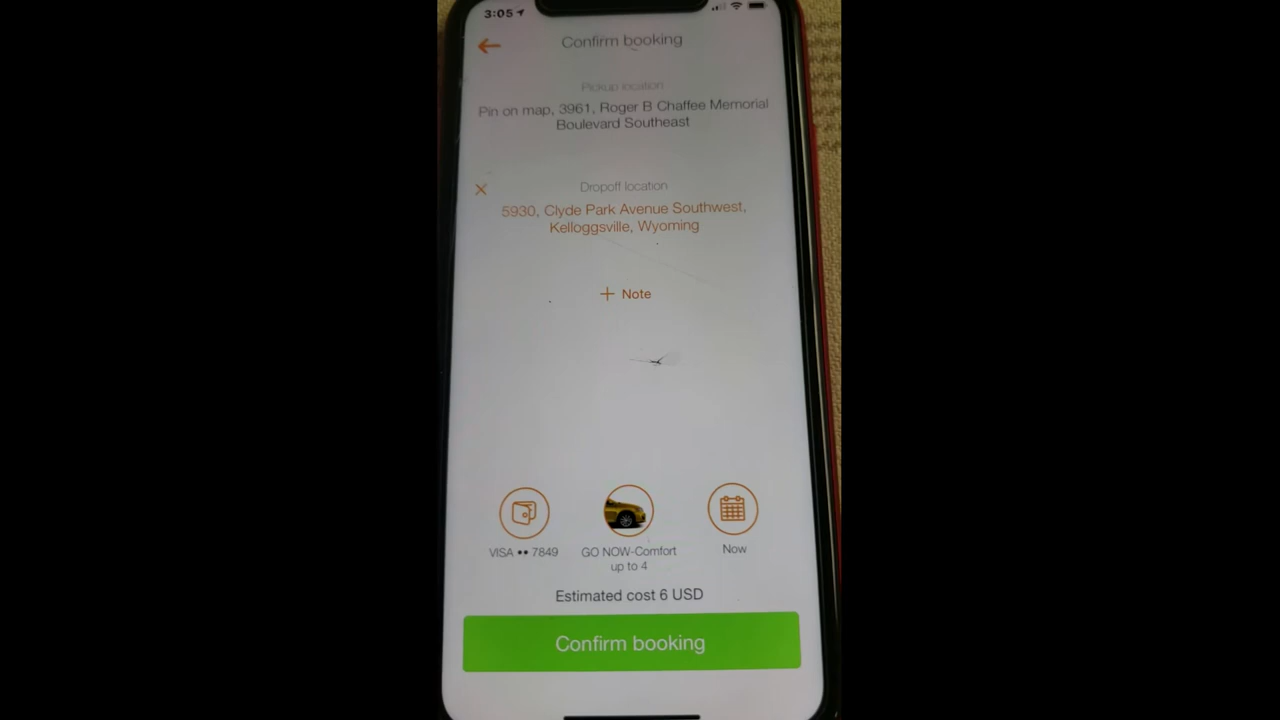 3:05
Confirm booking
Pickup location
Pin on map, 3961, Roger B Chaffee Memorial
Boulevard Southeast
Dropoff location
5930, Clyde Park Avenue Southwest,
Kelloggsville, Wyoming
+ Note
VISA •• 7849
GO NOW-Comfort
up to 4
Now
Estimated cost 6 USD
Confirm booking